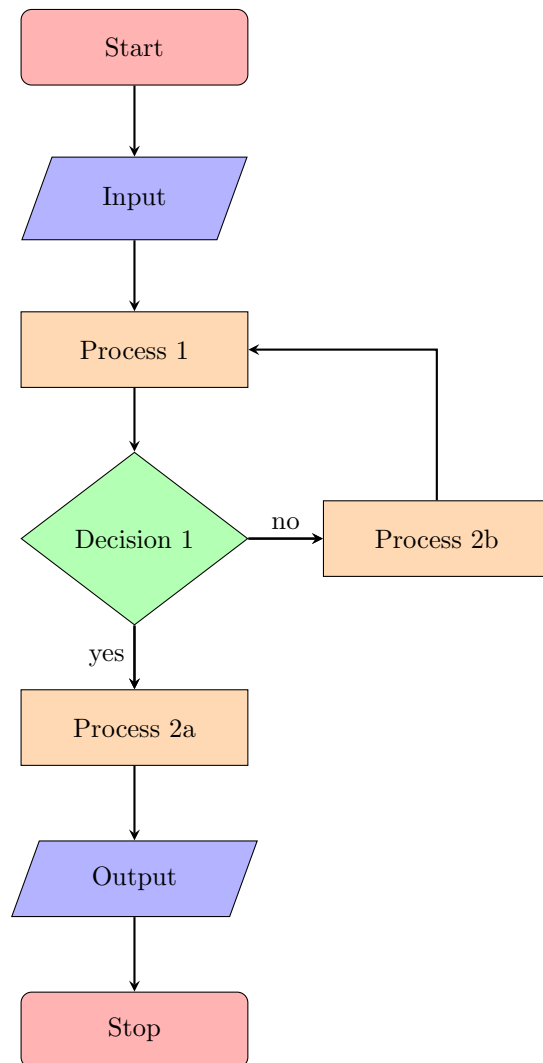 Start
Input
Process 1
Decision 1
no
Process 2b
yes
Process 2a
Output
Stop